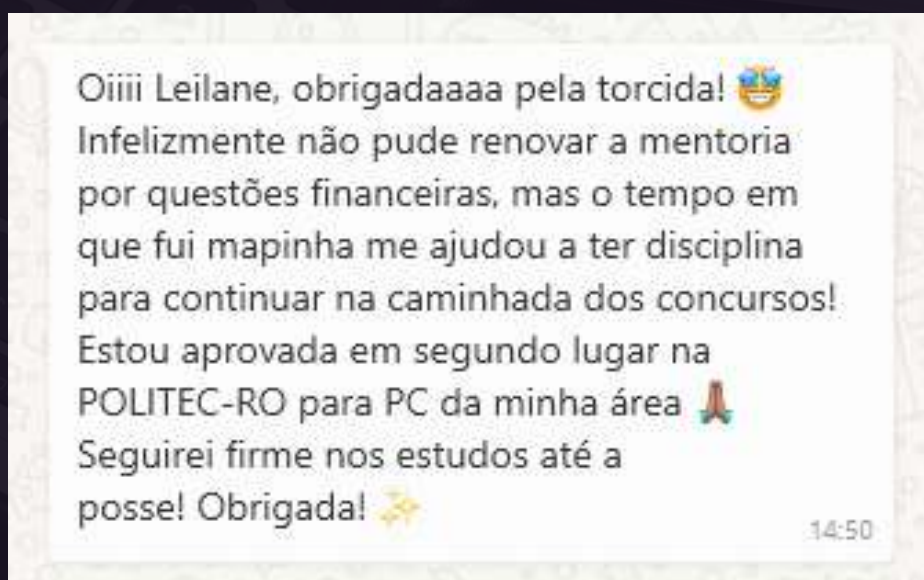 Oiiii Leilane, obrigadaaaa pela torcida! 🤩
Infelizmente não pude renovar a mentoria
por questões financeiras, mas o tempo em
que fui mapinha me ajudou a ter disciplina
para continuar na caminhada dos concursos!
Estou aprovada em segundo lugar na
POLITEC-RO para PC da minha área 🙏🏾
Seguirei firme nos estudos até a
posse! Obrigada! ✨
14:50